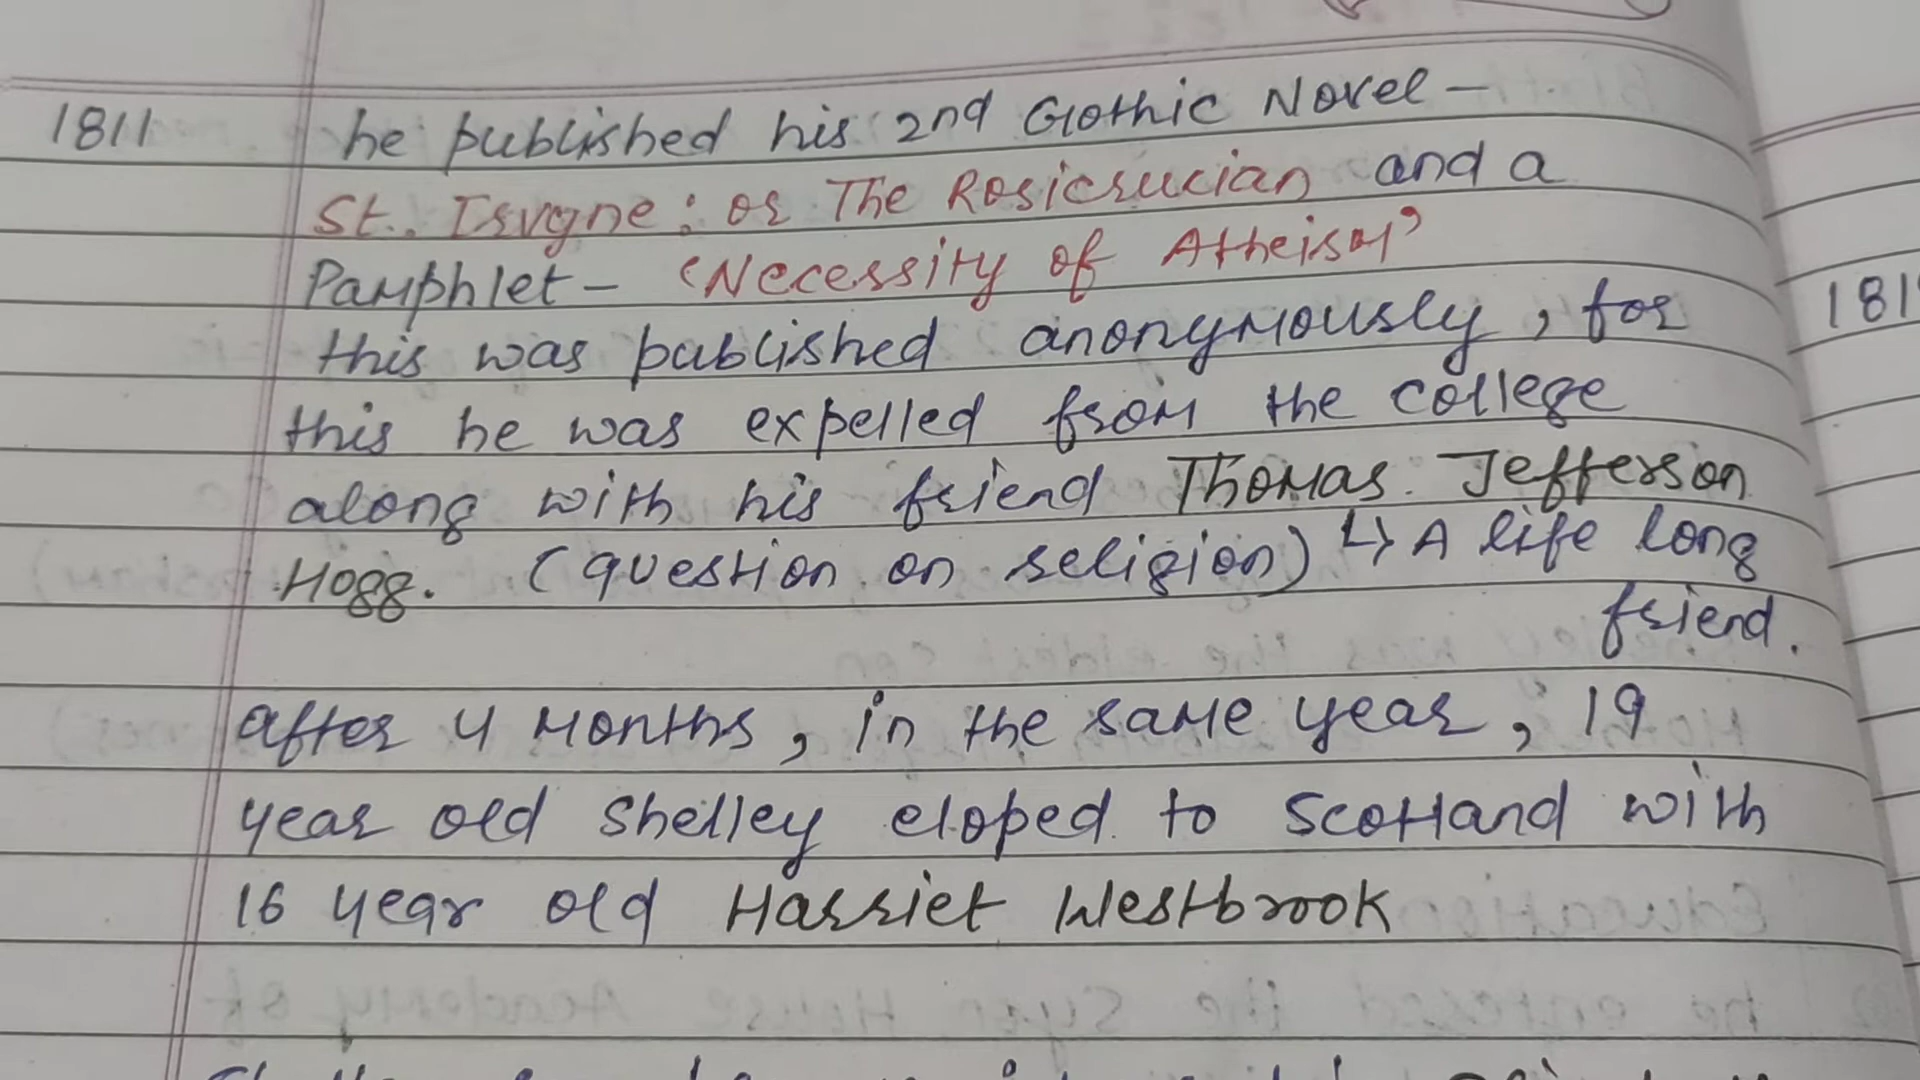 1811 he published his 2nd Gothic Novel -
St. Irvyne: or The Rosicrucian and a
Pamphlet - 'Necessity of Atheism'
this was published anonymously, for
this he was expelled from the college
along with his friend Thomas Jefferson
Hogg. (question on religion) ↳ A life long
friend.
after 4 months, in the same year, 19
year old Shelley eloped to Scotland with
16 year old Harriet Westbrook